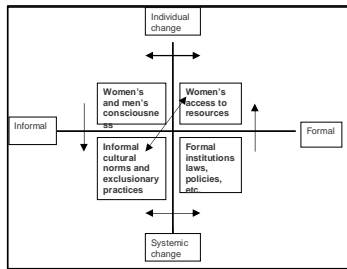 Individual
change
Women's
and men's
consciousne
ss
Women's
access to
resources
Informal
Formal
Informal
cultural
norms and
exclusionary
practices
Formal
institutions
laws,
policies,
etc.
Systemic
change